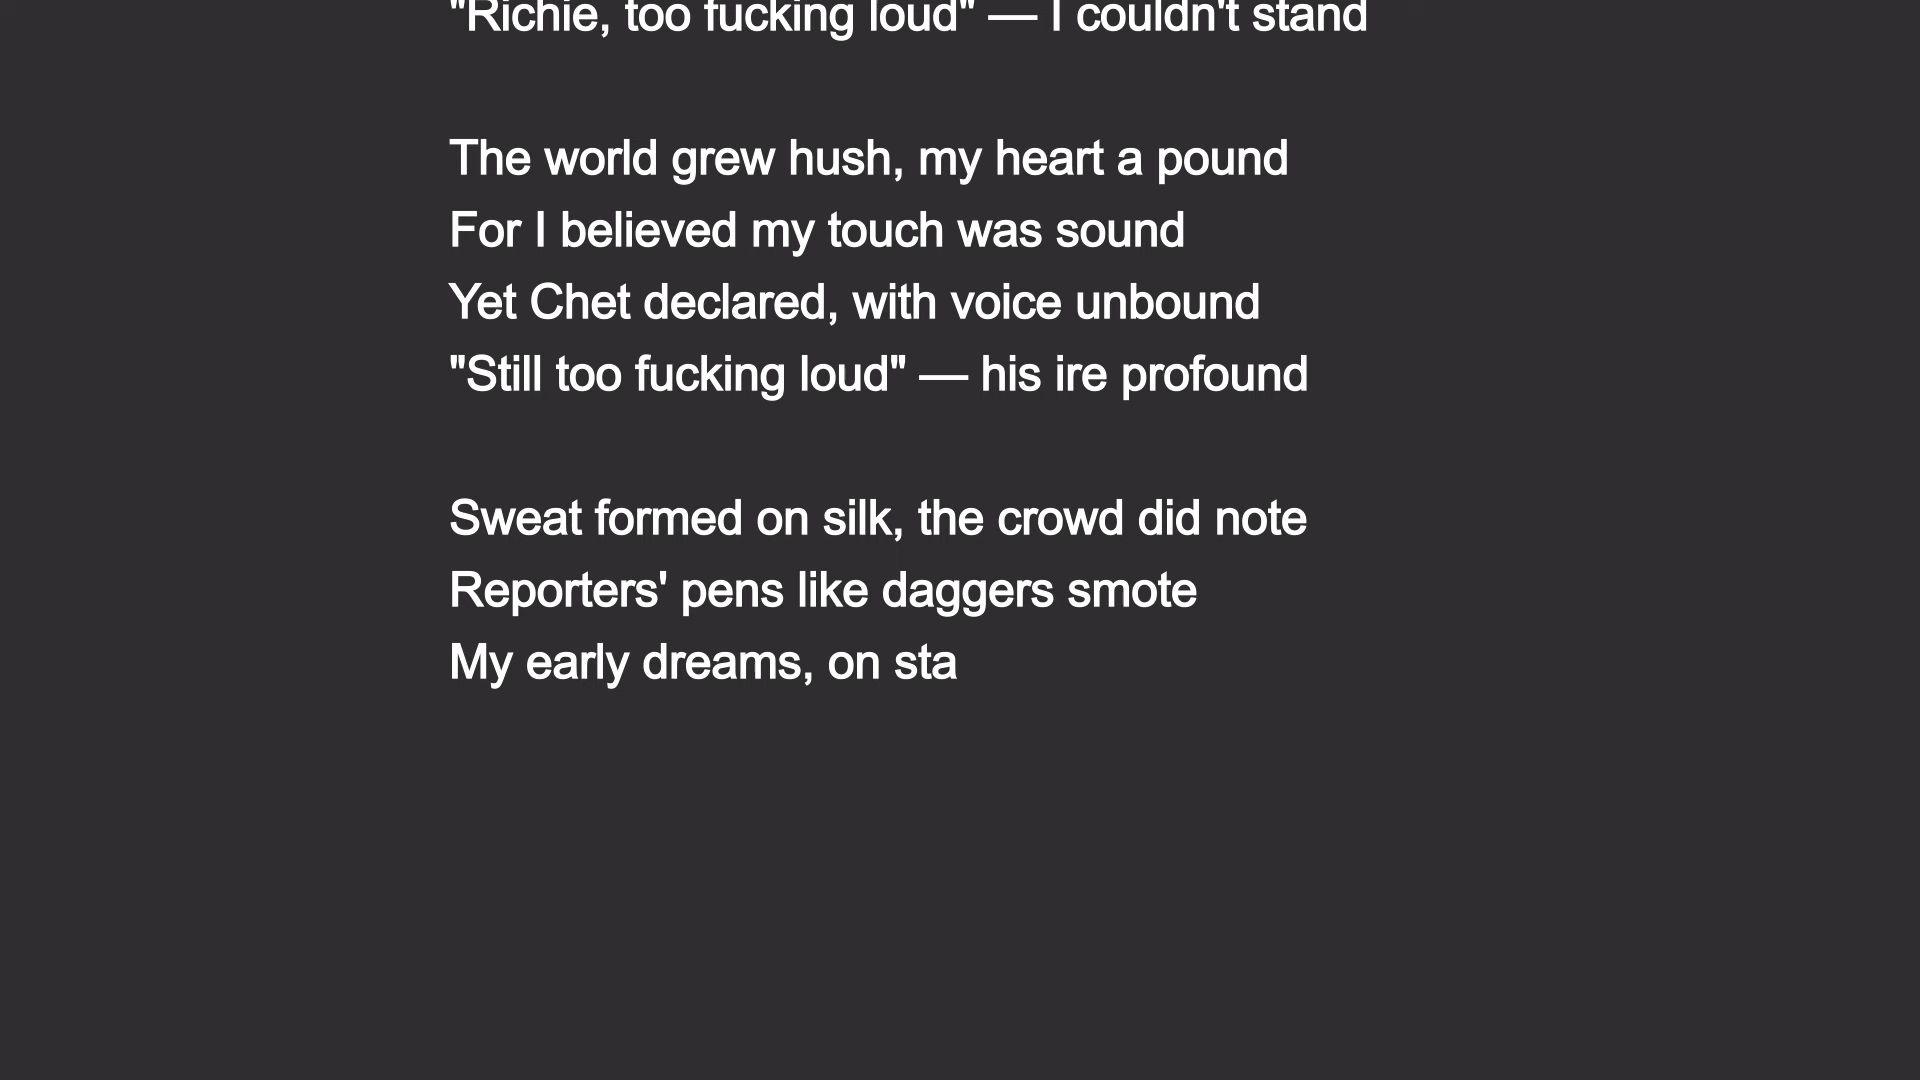 "Richie, too fucking loud" — I couldn't stand
The world grew hush, my heart a pound
For I believed my touch was sound
Yet Chet declared, with voice unbound
"Still too fucking loud" — his ire profound
Sweat formed on silk, the crowd did note
Reporters' pens like daggers smote
My early dreams, on sta